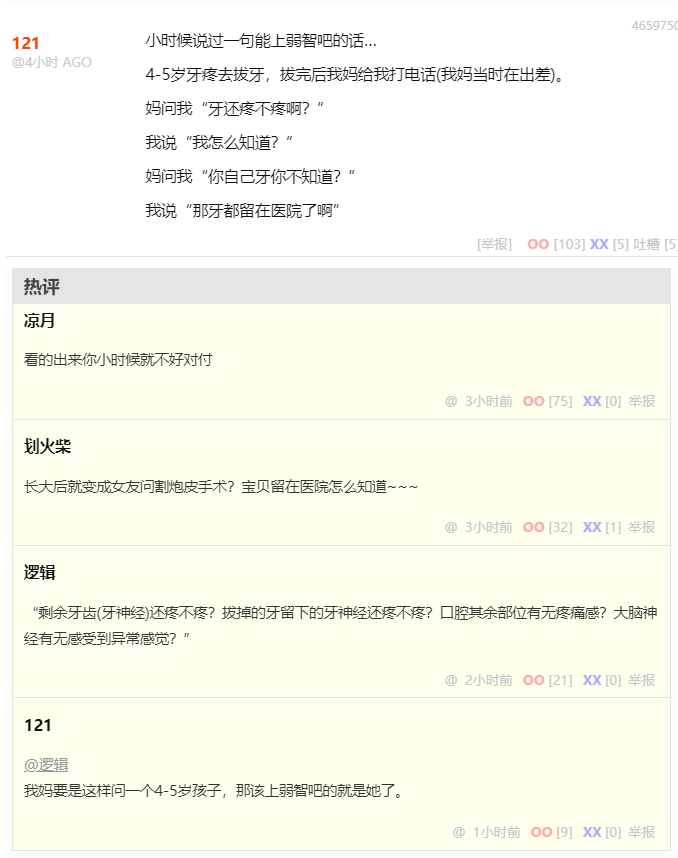 4659750
121
@4小时 AGO
小时候说过一句能上弱智吧的话...
4-5岁牙疼去拔牙，拔完后我妈给我打电话(我妈当时在出差)。
妈问我“牙还疼不疼啊？“
我说“我怎么知道？“
妈问我“你自己牙你不知道？“
我说“那牙都留在医院了啊“
[举报] OO [103] XX [5] 吐槽 [5]
热评
凉月
看的出来你小时候就不好对付
@ 3小时前 OO [75] XX [0] 举报
划火柴
长大后就变成女友问割炮皮手术？宝贝留在医院怎么知道~~~
@ 3小时前 OO [32] XX [1] 举报
逻辑
“剩余牙齿(牙神经)还疼不疼？拔掉的牙留下的牙神经还疼不疼？口腔其余部位有无疼痛感？大脑神
经有无感受到异常感觉？”
@ 2小时前 OO [21] XX [0] 举报
121
@逻辑
我妈要是这样问一个4-5岁孩子，那该上弱智吧的就是她了。
@ 1小时前 OO [9] XX [0] 举报